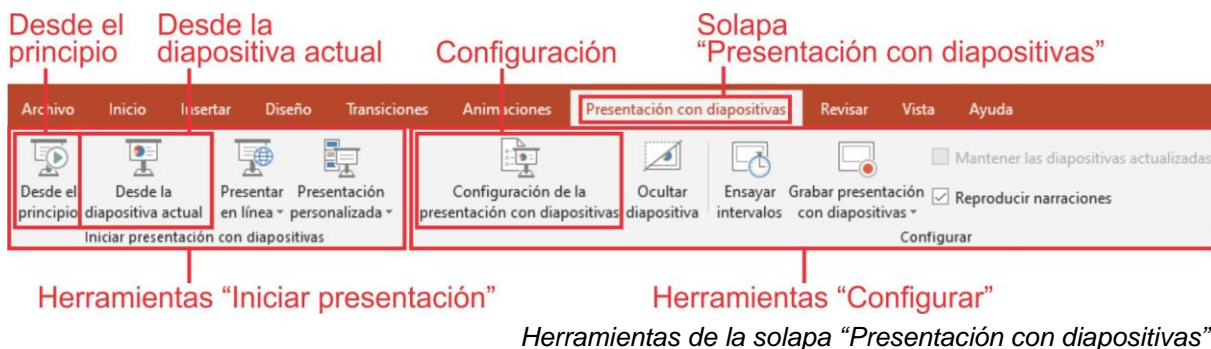 Desde el principio
Desde la diapositiva actual
Configuración
Solapa
“Presentación con diapositivas”
Archivo Inicio Insertar Diseño Transiciones Animaciones Presentación con diapositivas Revisar Vista Ayuda
Desde el principio
Desde la diapositiva actual
Presentar en línea
Presentación personalizada
Configuración de la presentación con diapositivas
Ocultar diapositiva
Ensayar intervalos
Grabar presentación con diapositivas
Mantener las diapositivas actualizadas
Reproducir narraciones
Iniciar presentación con diapositivas
Configurar
Herramientas “Iniciar presentación”
Herramientas “Configurar”
Herramientas de la solapa “Presentación con diapositivas”